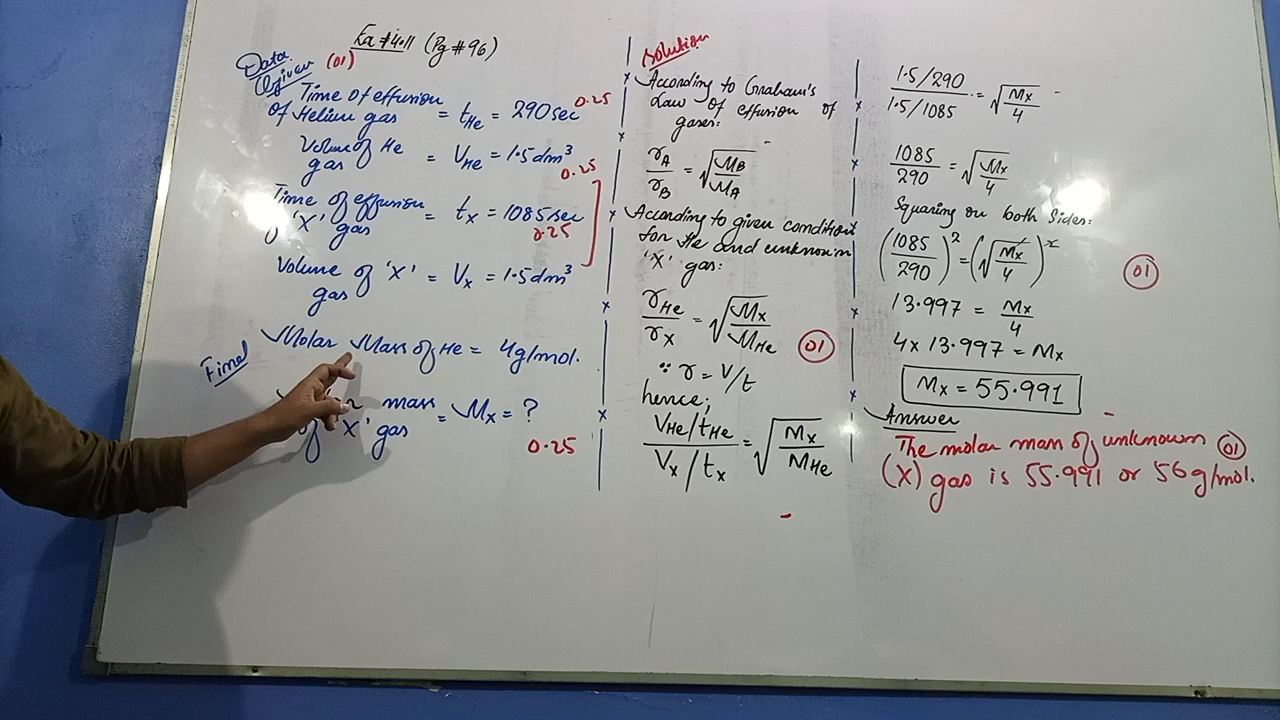 Ex #4.11 (Pg #96)
Data
Given (01)
Time of effusion
of Helium gas = tHe = 290 sec 0.25
Volume of He
gas = VHe = 1.5 dm³
0.25
Time of effusion
of 'X' gas = tx = 1085 sec
0.25
Volume of 'X' = Vx = 1.5 dm³
gas
Molar Mass of He = 4g/mol.
Find
mass
of 'X' gas = Mx = ?
0.25
Solution
According to Graham's
Law of effusion of
gases:
rA/rB = √(MB/MA)
According to given condition
for He and unknown
'X' gas:
rHe/rX = √(Mx/MHe)
01
∵ r = V/t
hence;
(VHe/tHe)/(Vx/tx) = √(Mx/MHe)
(1.5/290)/(1.5/1085) = √(Mx/4)
1085/290 = √(Mx/4)
Squaring on both Sides:
(1085/290)² = (√(Mx/4))²
01
13.997 = Mx/4
4 x 13.997 = Mx
Mx = 55.991
Answer
The molar mass of unknown 01
(X) gas is 55.991 or 56 g/mol.